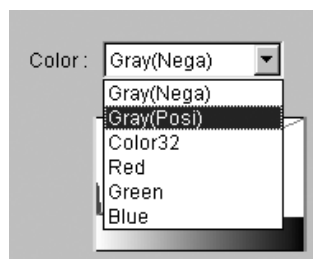 Color : Gray(Nega)
Gray(Nega)
Gray(Posi)
Color32
Red
Green
Blue